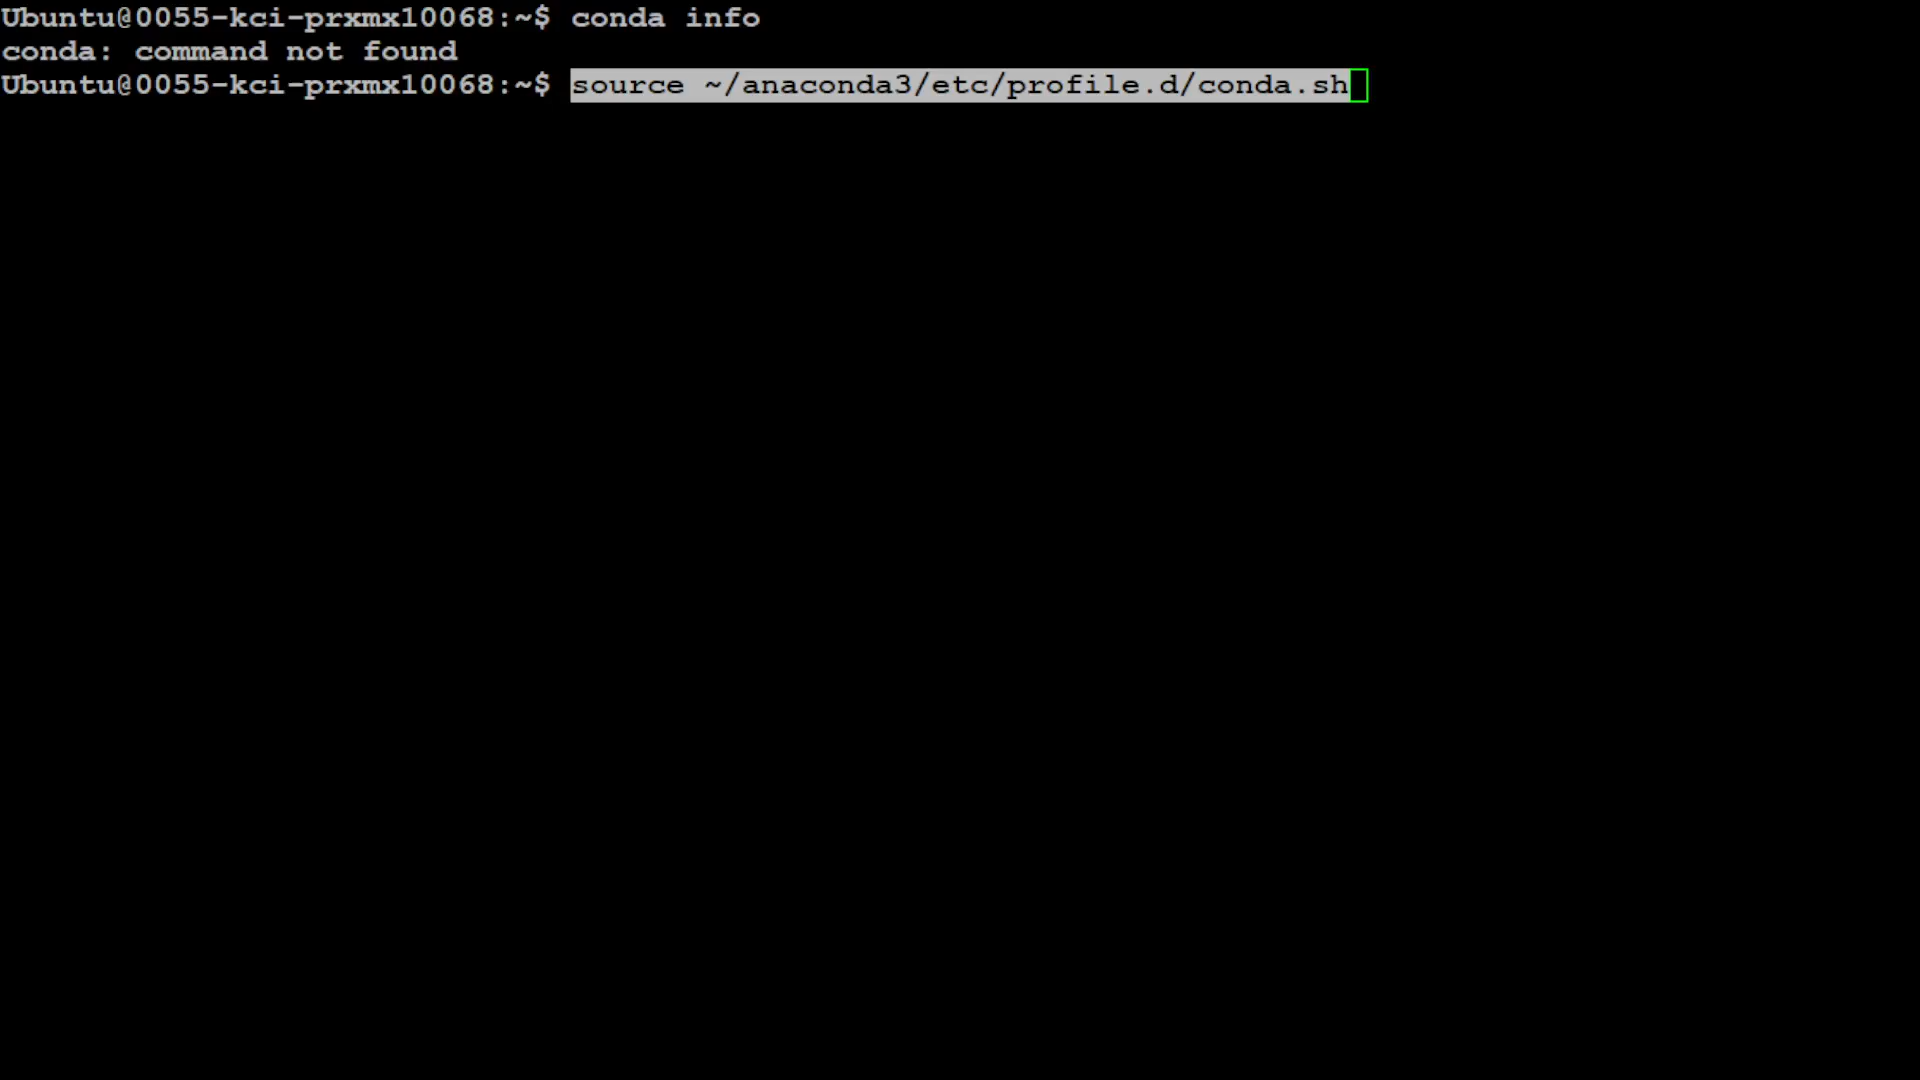 Ubuntu@0055-kci-prxmx10068:~$ conda info
conda: command not found
Ubuntu@0055-kci-prxmx10068:~$ source ~/anaconda3/etc/profile.d/conda.sh